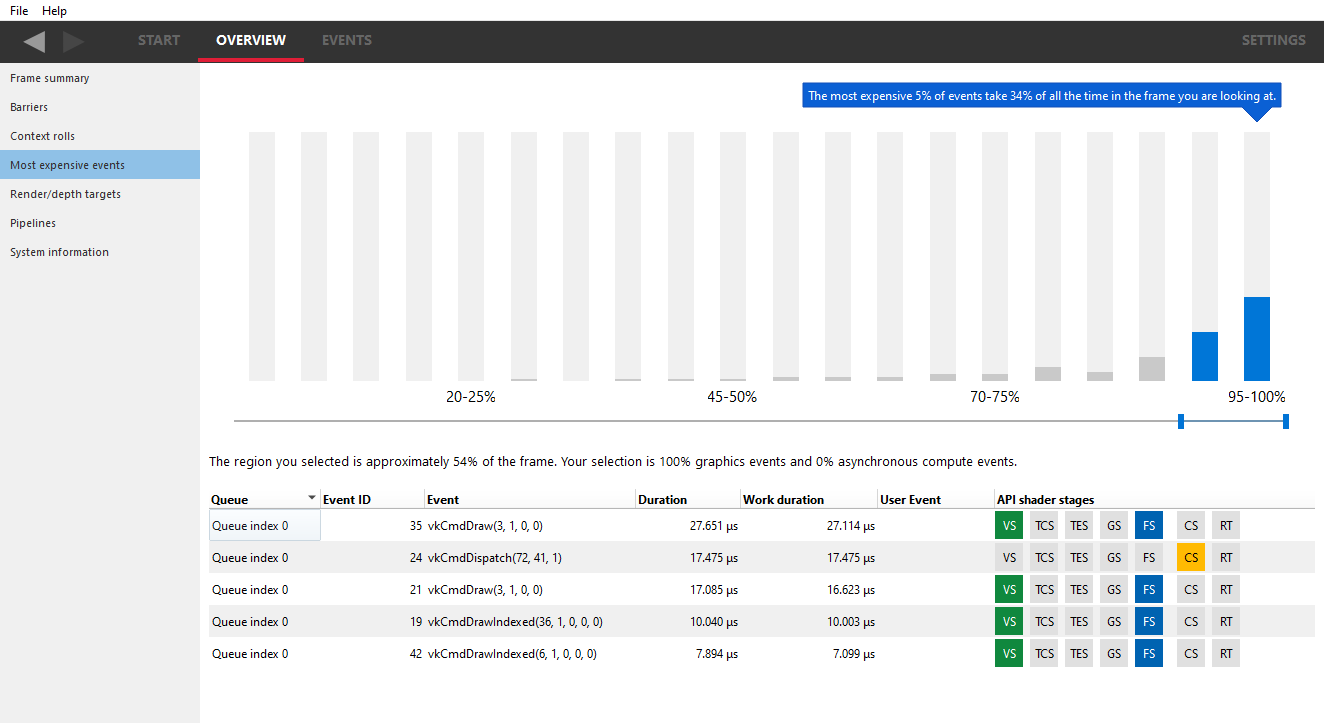 File Help
START OVERVIEW EVENTS SETTINGS
Frame summary
Barriers
Context rolls
Most expensive events
Render/depth targets
Pipelines
System information
The most expensive 5% of events take 34% of all the time in the frame you are looking at.
20-25% 45-50% 70-75% 95-100%
The region you selected is approximately 54% of the frame. Your selection is 100% graphics events and 0% asynchronous compute events.
Queue Event ID Event Duration Work duration User Event API shader stages
Queue index 0 35 vkCmdDraw(3, 1, 0, 0) 27.651 µs 27.114 µs VS TCS TES GS FS CS RT
Queue index 0 24 vkCmdDispatch(72, 41, 1) 17.475 µs 17.475 µs VS TCS TES GS FS CS RT
Queue index 0 21 vkCmdDraw(3, 1, 0, 0) 17.085 µs 16.623 µs VS TCS TES GS FS CS RT
Queue index 0 19 vkCmdDrawIndexed(36, 1, 0, 0, 0) 10.040 µs 10.003 µs VS TCS TES GS FS CS RT
Queue index 0 42 vkCmdDrawIndexed(6, 1, 0, 0, 0) 7.894 µs 7.099 µs VS TCS TES GS FS CS RT